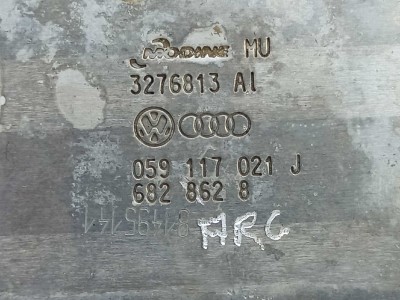 MODINE MU
3276813 AI
059 117 021 J
682 862 8
ARG